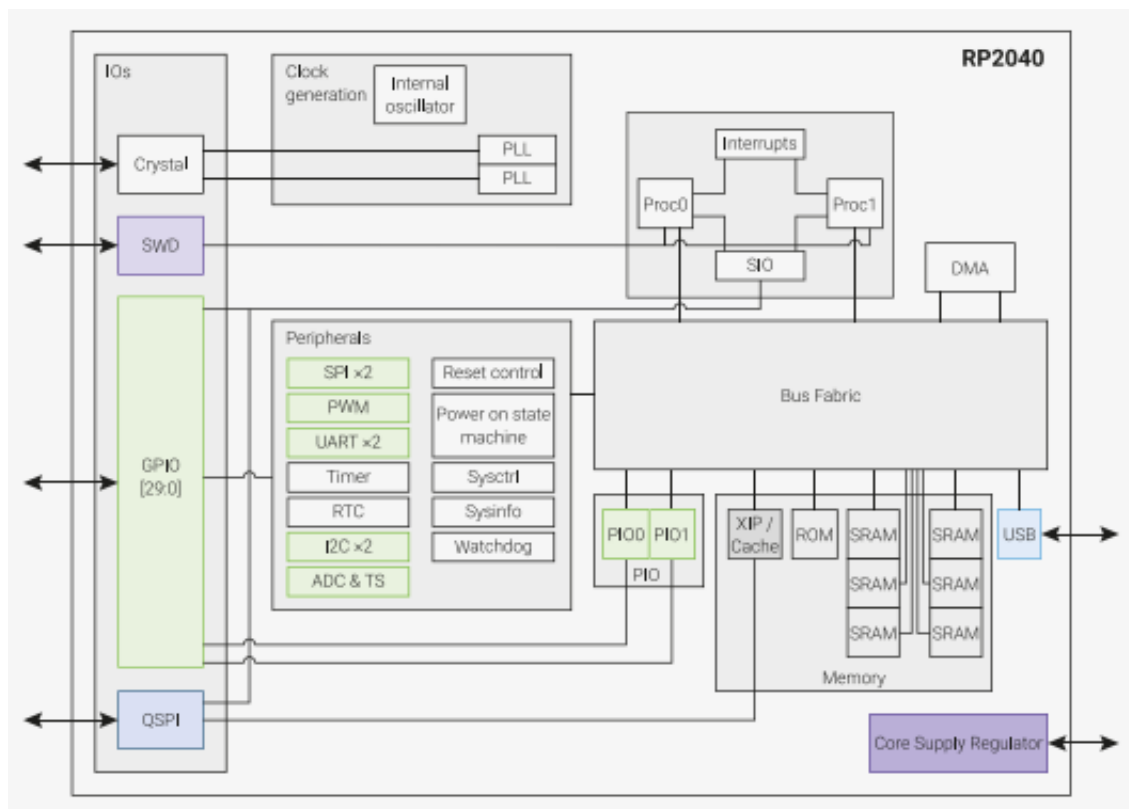 RP2040
IOs
Crystal
SWD
GPIO
[29:0]
QSPI
Clock
generation
Internal
oscillator
PLL
PLL
Interrupts
Proc0
Proc1
SIO
DMA
Peripherals
SPI ×2
PWM
UART ×2
Timer
RTC
I2C ×2
ADC & TS
Reset control
Power on state
machine
Sysctrl
Sysinfo
Watchdog
Bus Fabric
PIO0
PIO1
PIO
XIP /
Cache
ROM
SRAM
SRAM
SRAM
SRAM
SRAM
SRAM
Memory
USB
Core Supply Regulator